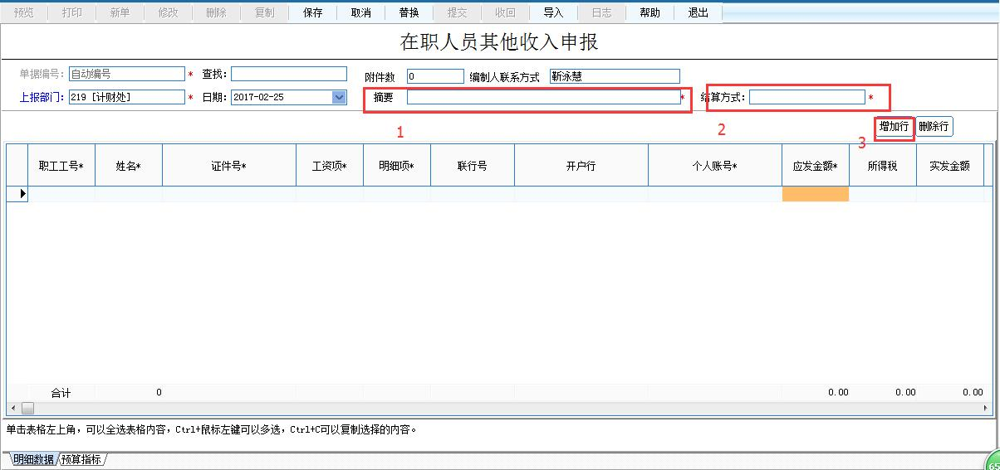 预览 打印 新单 修改 删除 复制 保存 取消 替换 提交 收回 导入 日志 帮助 退出
在职人员其他收入申报
单据编号: 自动编号 * 查找: 附件数 0 编制人联系方式 靳泳慧
上报部门: 219 [计财处] * 日期: 2017-02-25 摘要 * 结算方式: *
1 2 3 增加行 删除行
职工工号* 姓名* 证件号* 工资项* 明细项* 联行号 开户行 个人账号* 应发金额* 所得税 实发金额
合计 0 0.00 0.00 0.00
单击表格左上角，可以全选表格内容，Ctrl+鼠标左键可以多选，Ctrl+C可以复制选择的内容。
明细数据 预算指标